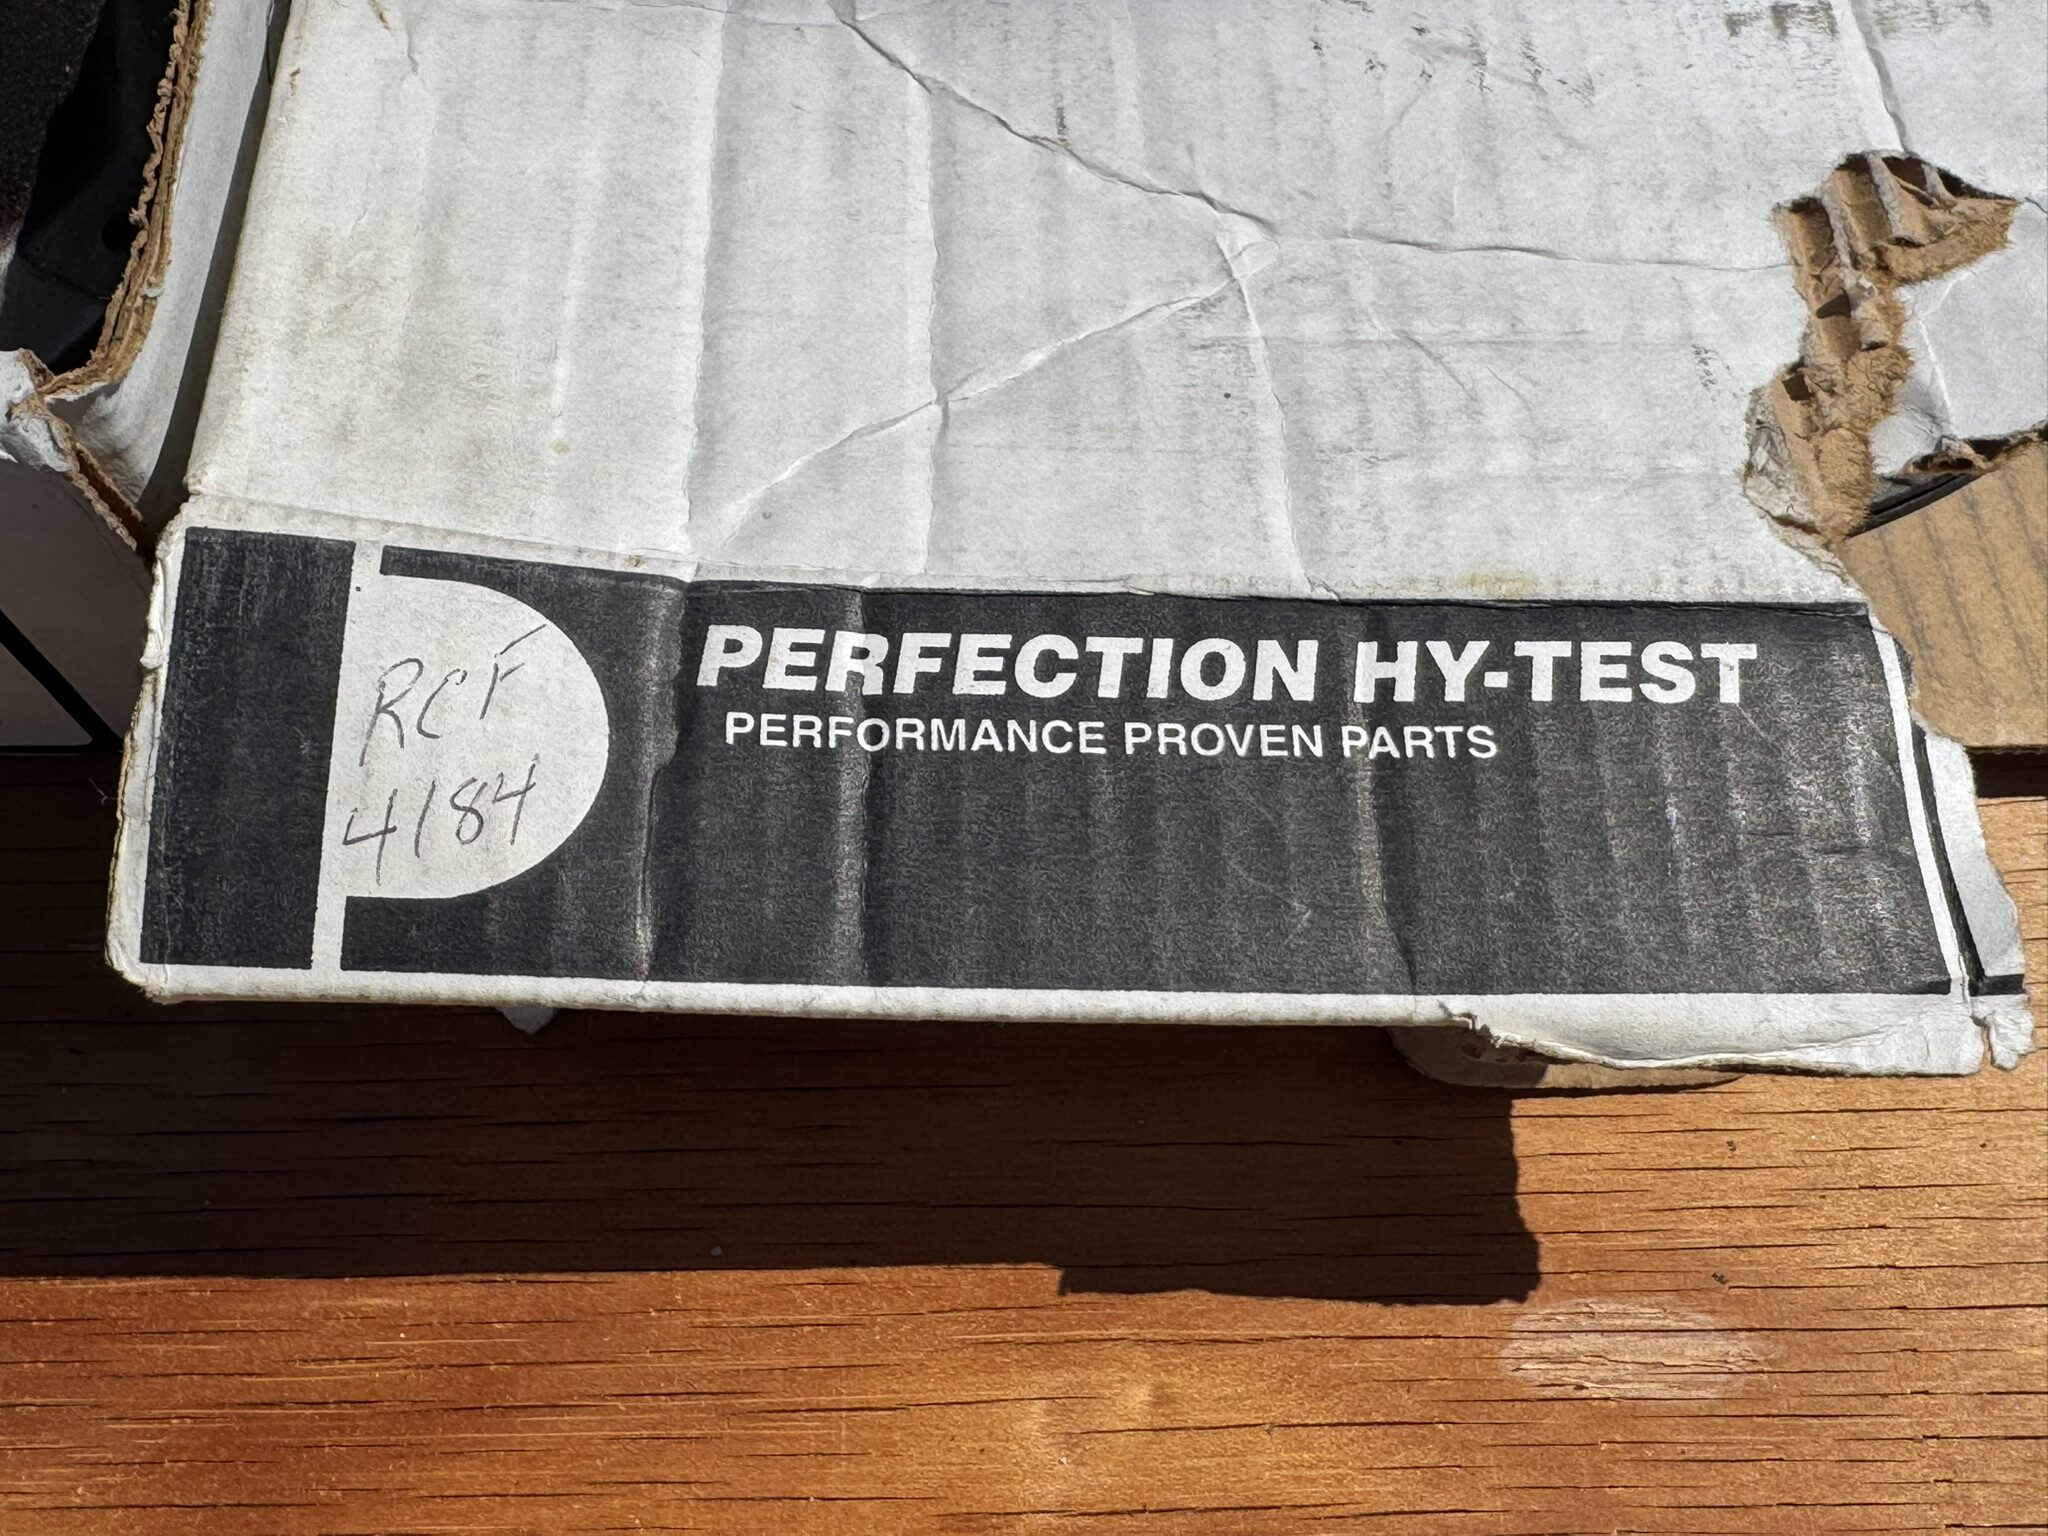 PERFECTION HY-TEST
PERFORMANCE PROVEN PARTS
RCF
4184